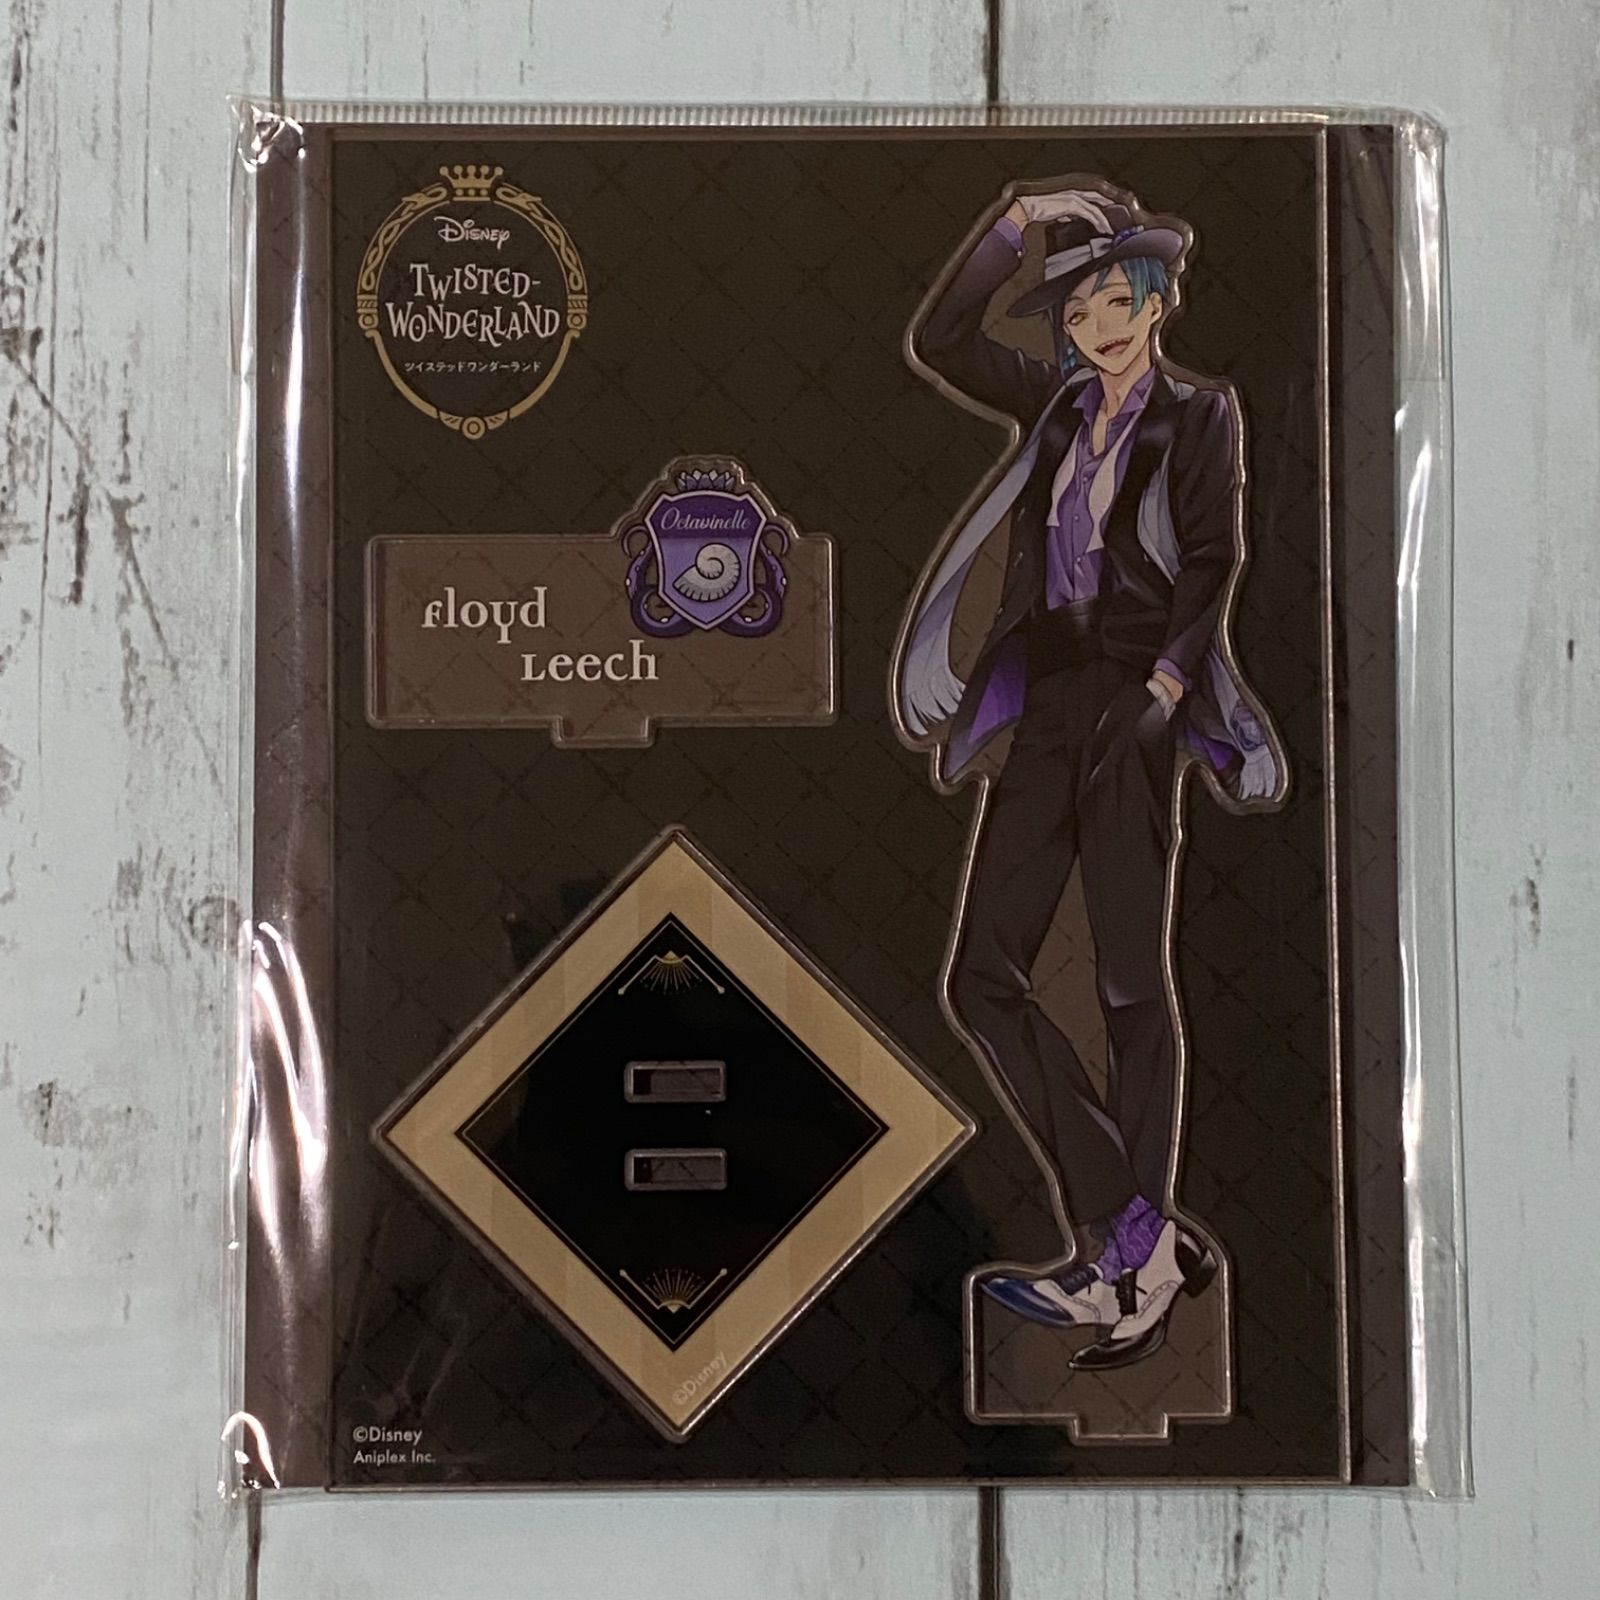 Disney
TWISTED-
WONDERLAND
ツイステッドワンダーランド
Octavinelle
Floyd
Leech
©Disney
©Disney
Aniplex Inc.